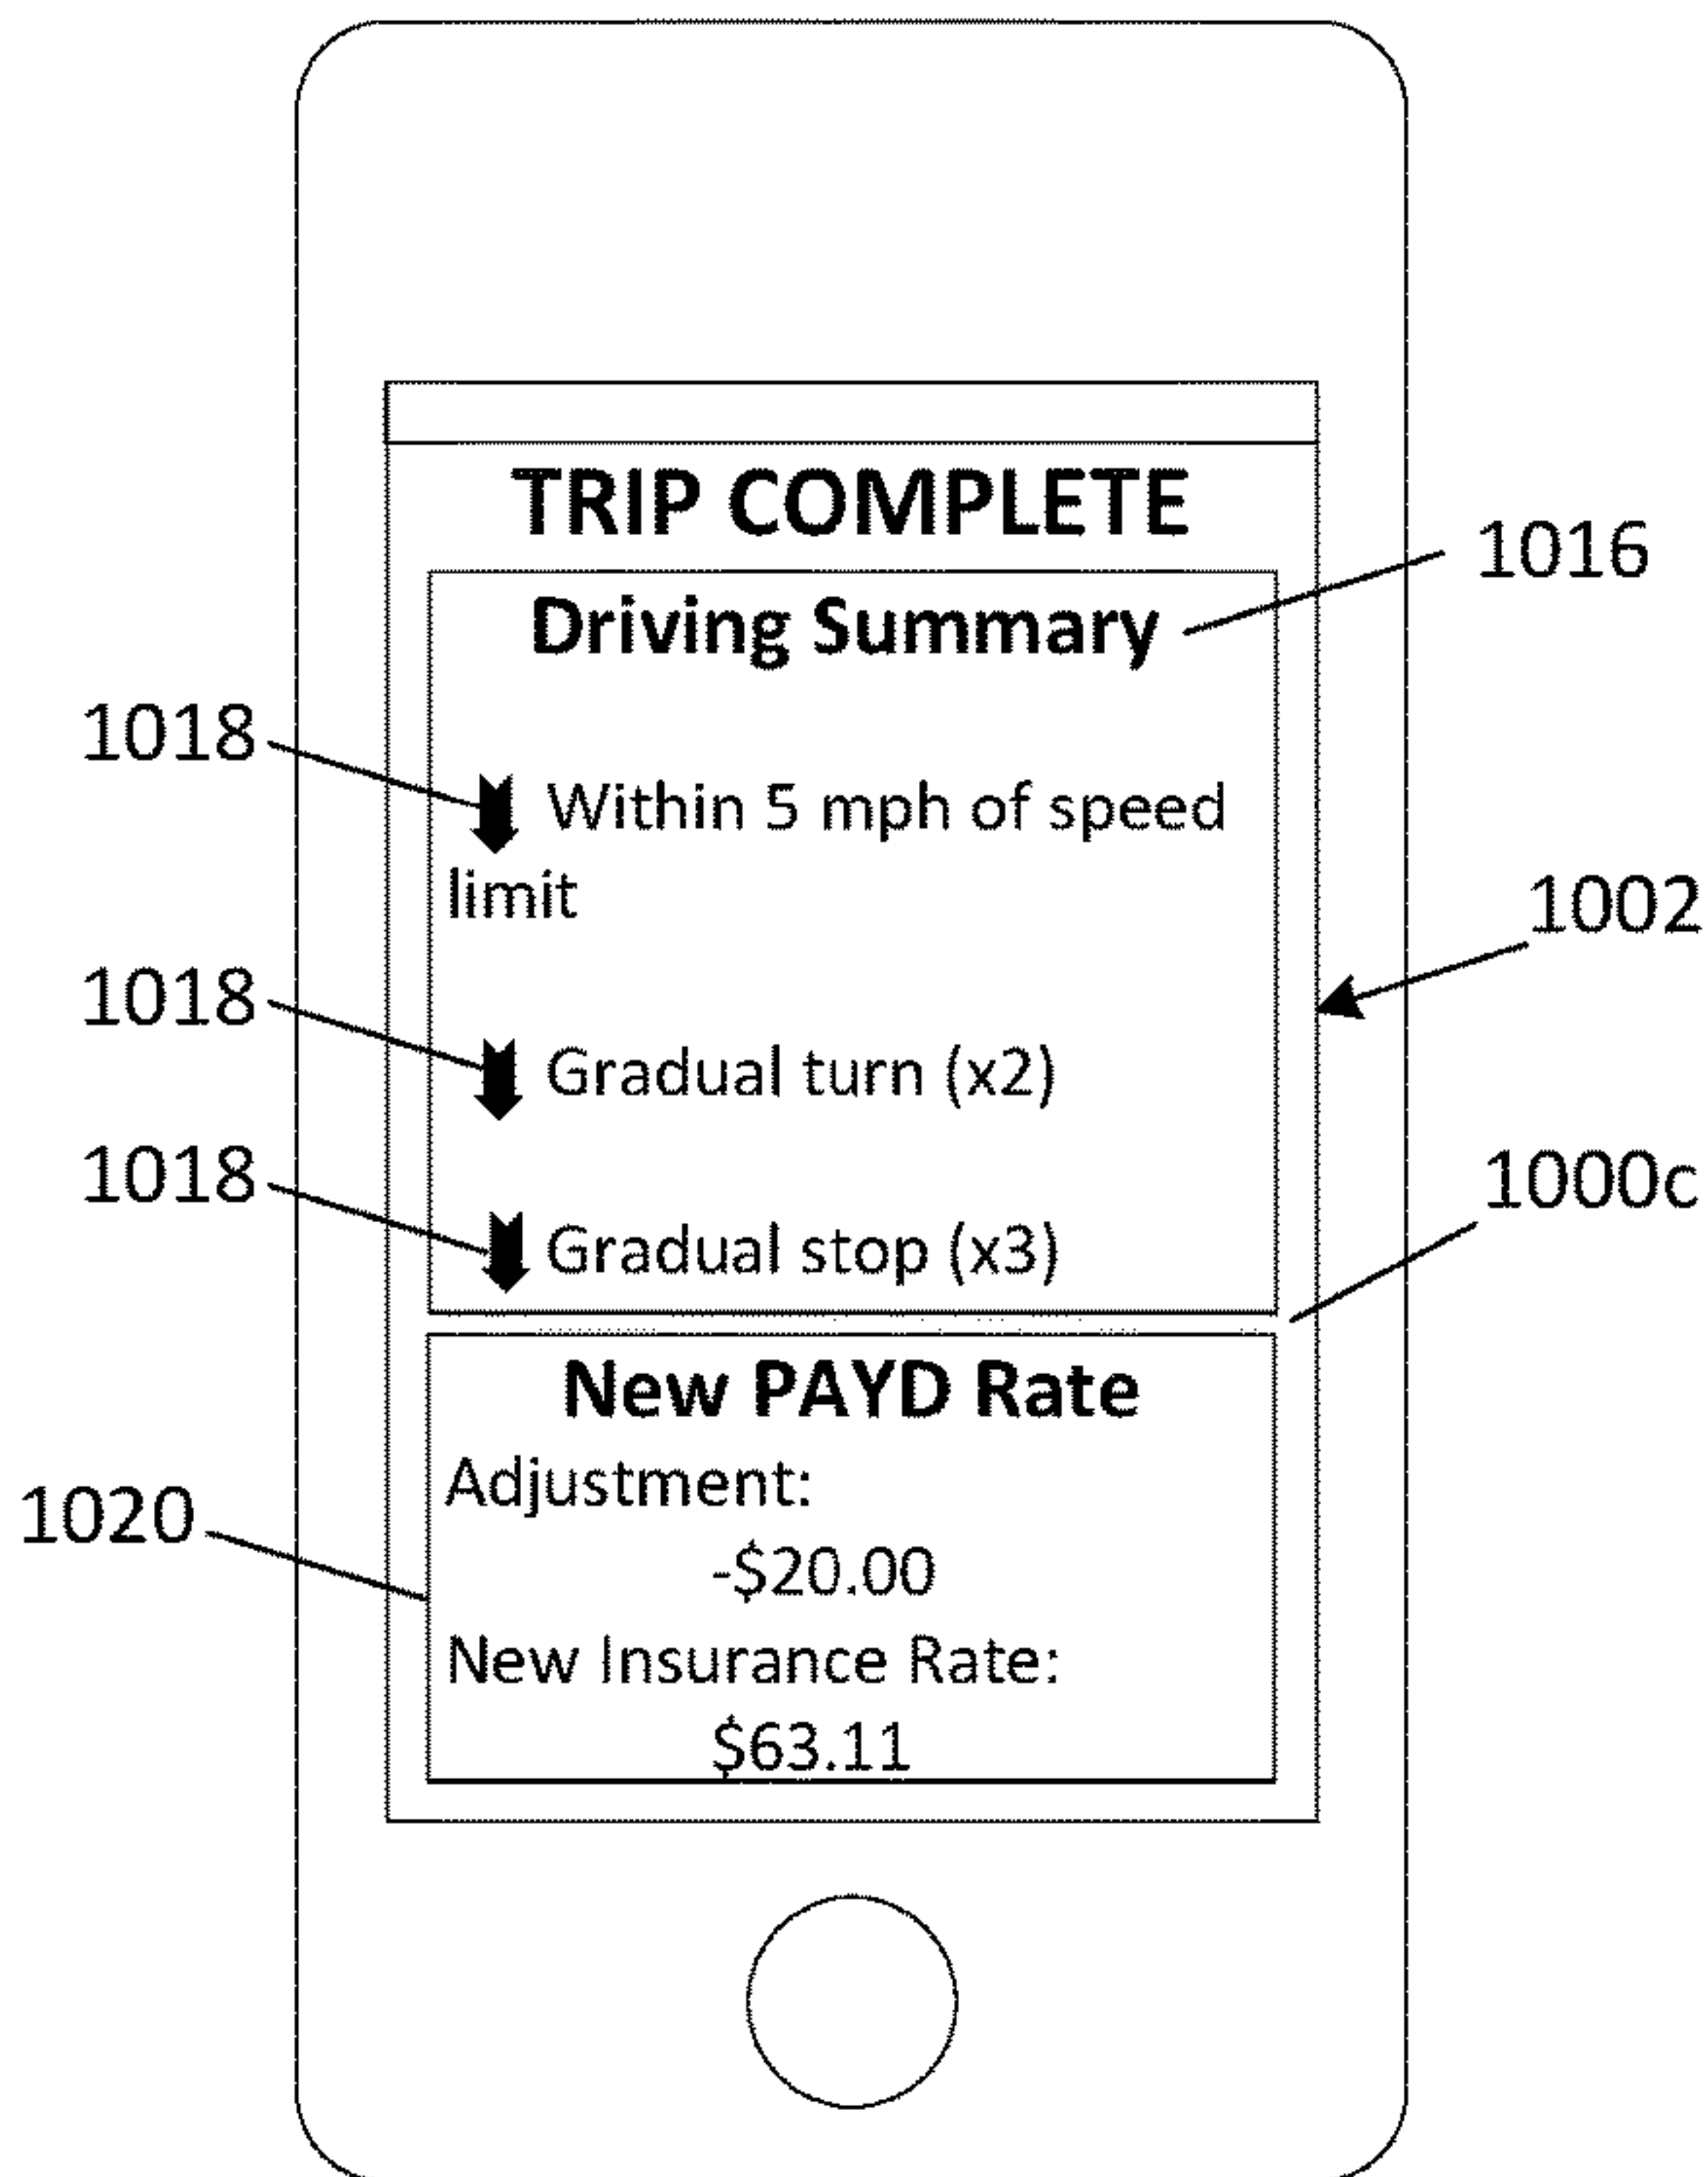 TRIP COMPLETE
1016
Driving Summary
1018
Within 5 mph of speed
limit
1002
1018
Gradual turn (x2)
1000c
1018
Gradual stop (x3)
New PAYD Rate
Adjustment:
1020
-$20.00
New Insurance Rate:
$63.11